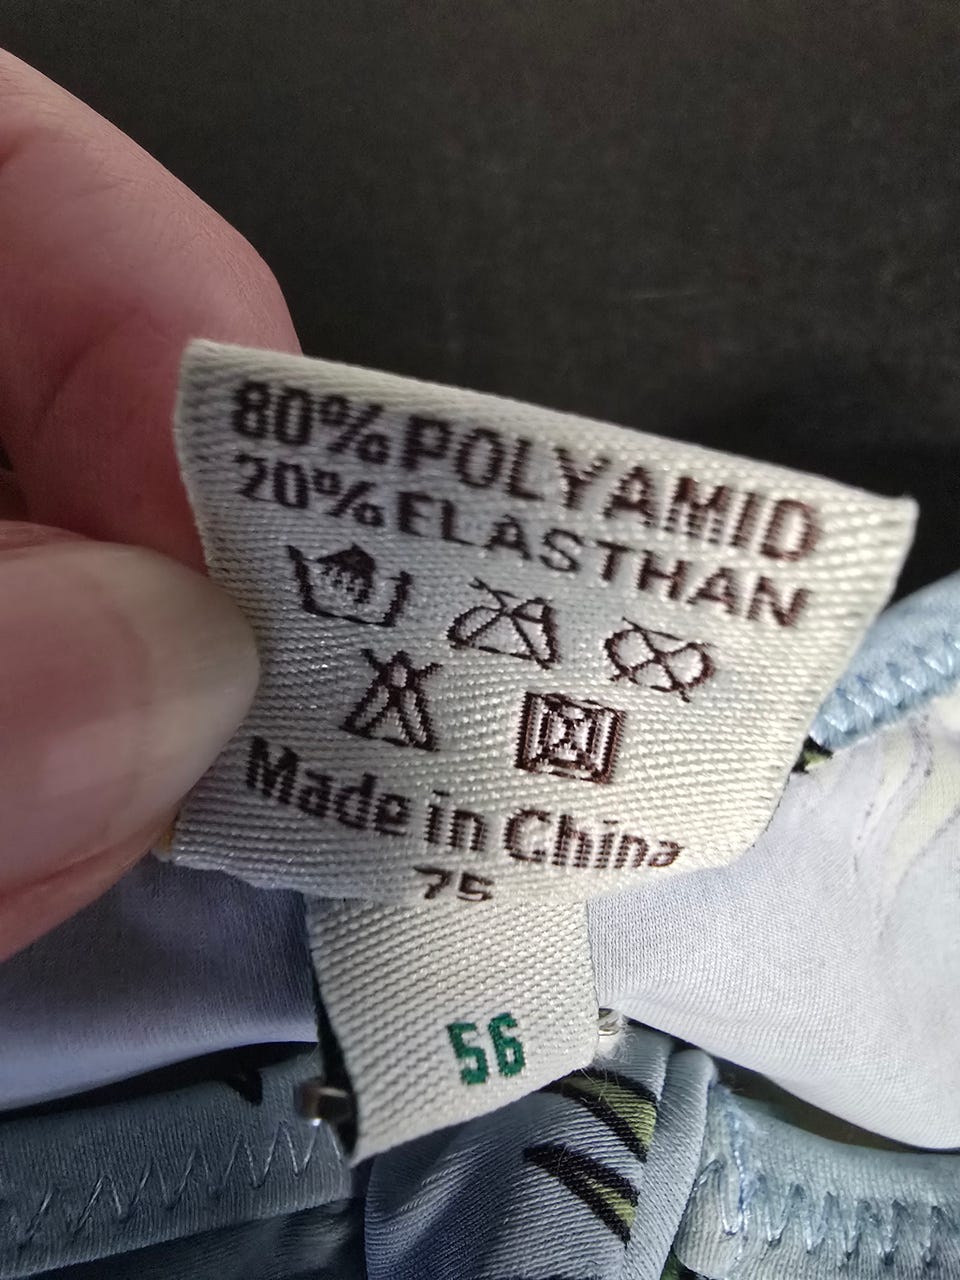 80% POLYAMID
20% ELASTHAN
Made in China
75
56